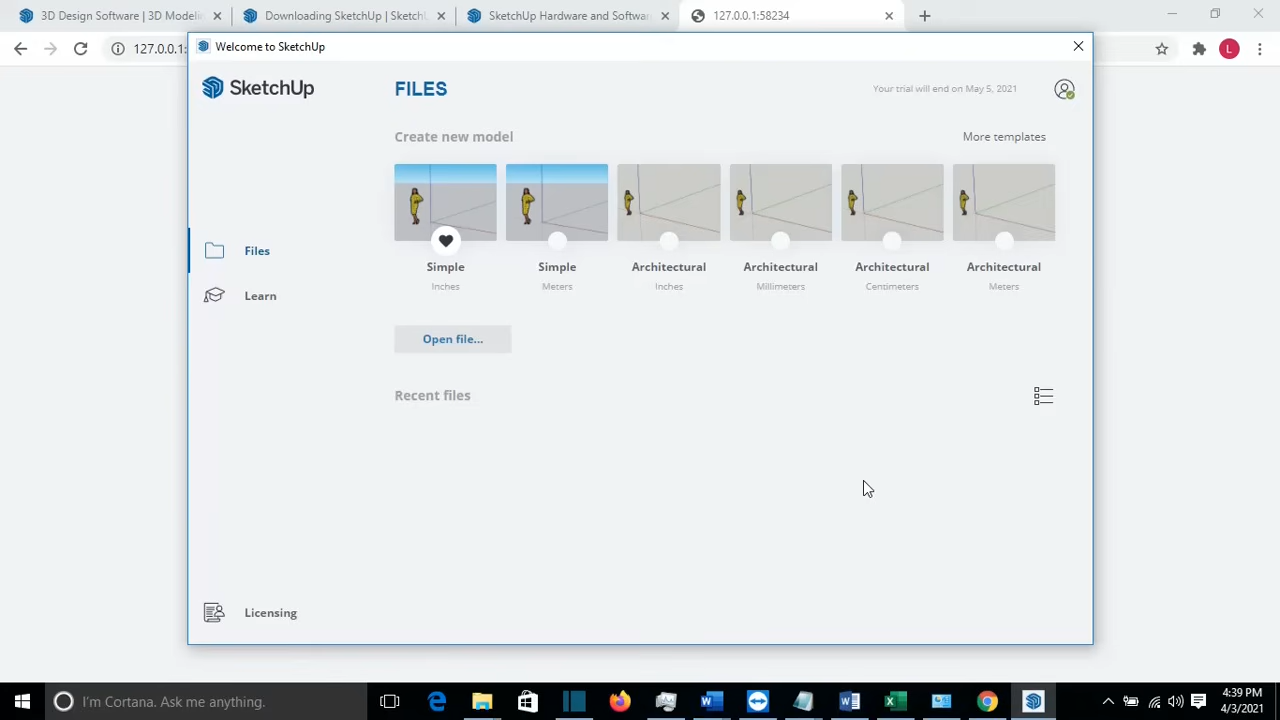 3D Design Software | 3D Modelin
Downloading SketchUp | SketchU
SketchUp Hardware and Softwar
127.0.0.1:58234
127.0.0.1:
L
Welcome to SketchUp
SketchUp
FILES
Your trial will end on May 5, 2021
Create new model
More templates
Simple
Inches
Simple
Meters
Architectural
Inches
Architectural
Millimeters
Architectural
Centimeters
Architectural
Meters
Files
Learn
Open file...
Recent files
Licensing
I'm Cortana. Ask me anything.
4:39 PM
4/3/2021